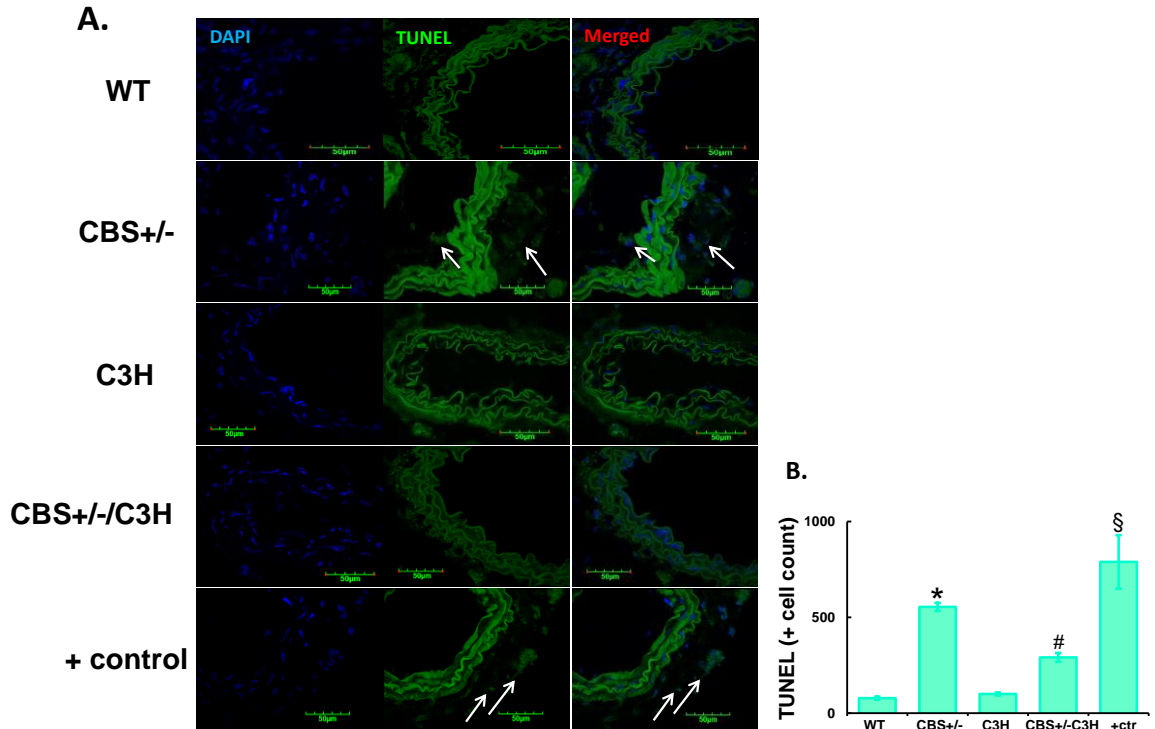 A.
DAPI TUNEL Merged
WT
50μm 50μm 50μm
CBS+/-
50μm 50μm 50μm
C3H
50μm 50μm 50μm
CBS+/-/C3H
50μm 50μm 50μm
+ control
50μm 50μm 50μm
B.
TUNEL (+ cell count)
1000
500
0
* # §
WT CBS+/- C3H CBS+/-C3H +ctr